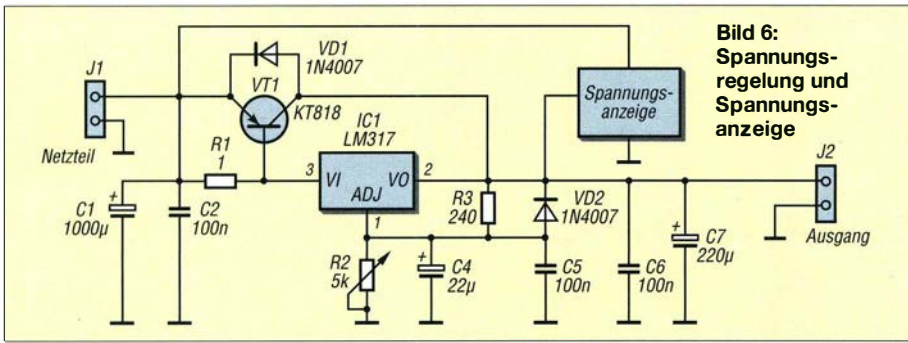 Bild 6:
Spannungs-
regelung und
Spannungs-
anzeige
J1
Netzteil
VD1
1N4007
VT1
KT818
IC1
LM317
R1
1
3
VI
VO
2
ADJ
1
Spannungs-
anzeige
J2
Ausgang
C1
1000µ
+
C2
100n
R2
5k
+
C4
22µ
R3
240
VD2
1N4007
C5
100n
C6
100n
+
C7
220µ